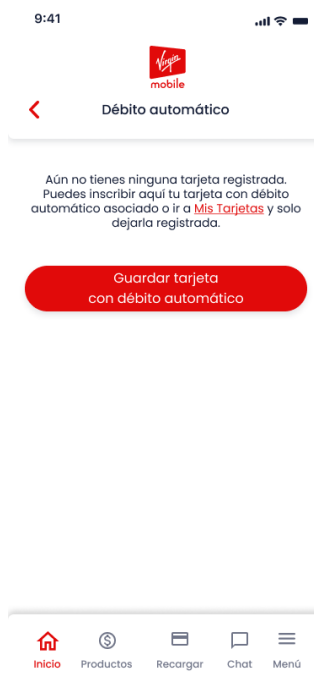 9:41
Virgin
mobile
Débito automático
Aún no tienes ninguna tarjeta registrada.
Puedes inscribir aquí tu tarjeta con débito
automático asociado o ir a Mis Tarjetas y solo
dejarla registrada.
Guardar tarjeta
con débito automático
Inicio Productos Recargar Chat Menú